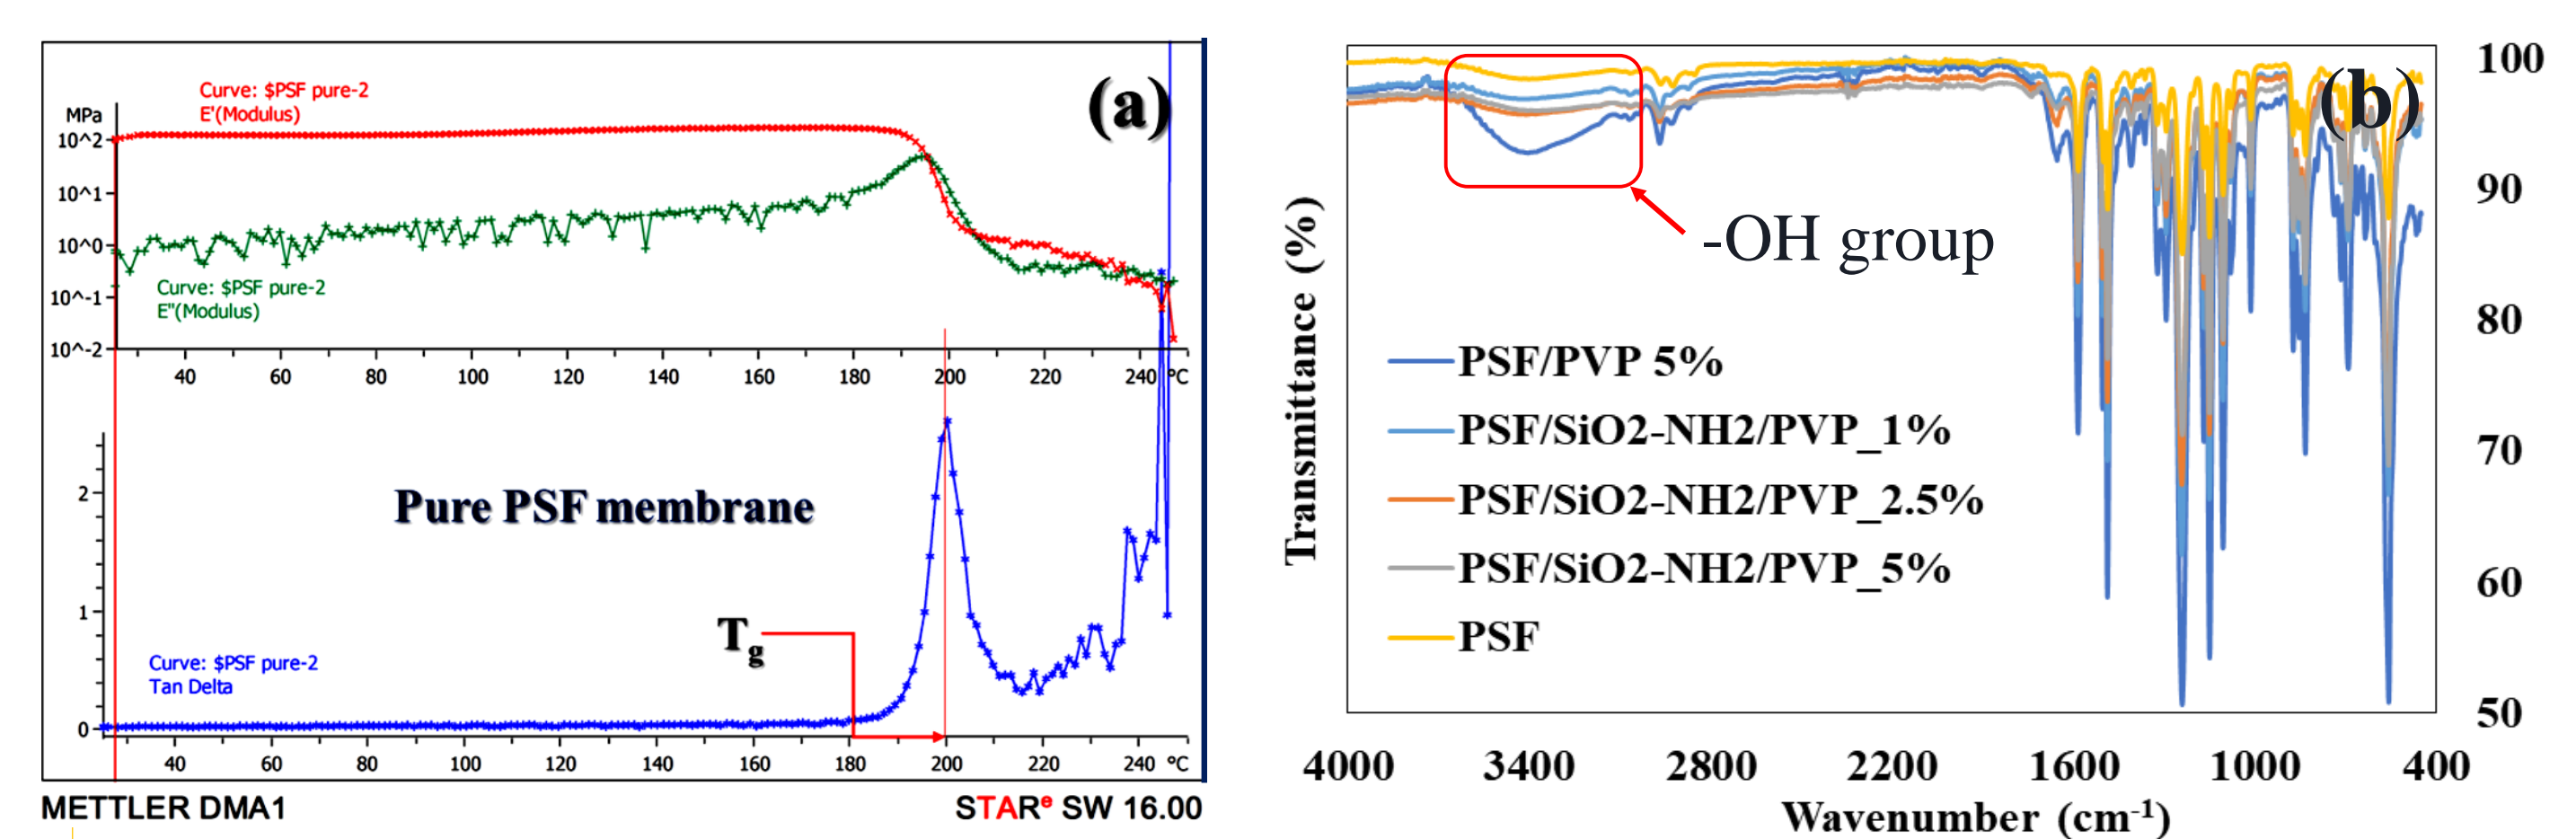 (a)
Curve: $PSF pure-2
E'(Modulus)
MPa
10^2
10^1
10^0
10^-1
10^-2
Curve: $PSF pure-2
E"(Modulus)
40 60 80 100 120 140 160 180 200 220 240 °C
Pure PSF membrane
2
1
0
Tg
Curve: $PSF pure-2
Tan Delta
40 60 80 100 120 140 160 180 200 220 240 °C
METTLER DMA1
STARe SW 16.00
(b)
-OH group
Transmittance (%)
PSF/PVP 5%
PSF/SiO2-NH2/PVP_1%
PSF/SiO2-NH2/PVP_2.5%
PSF/SiO2-NH2/PVP_5%
PSF
100
90
80
70
60
50
4000 3400 2800 2200 1600 1000 400
Wavenumber (cm-1)